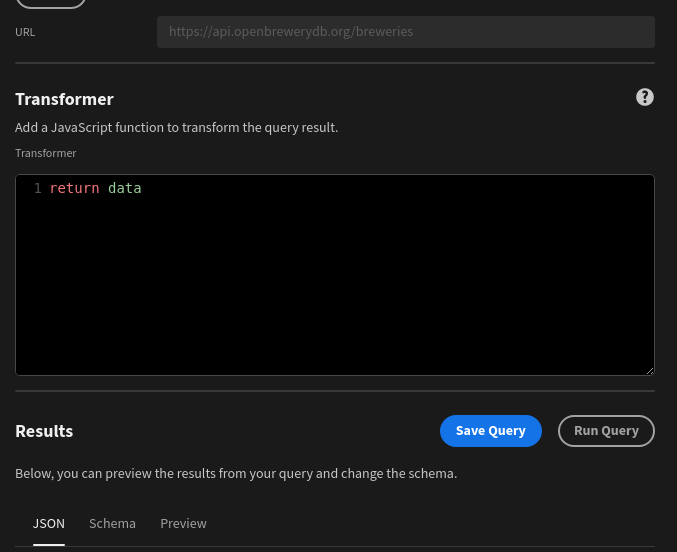 URL
https://api.openbrewerydb.org/breweries
Transformer
?
Add a JavaScript function to transform the query result.
Transformer
1 return data
Results
Save Query
Run Query
Below, you can preview the results from your query and change the schema.
JSON
Schema
Preview